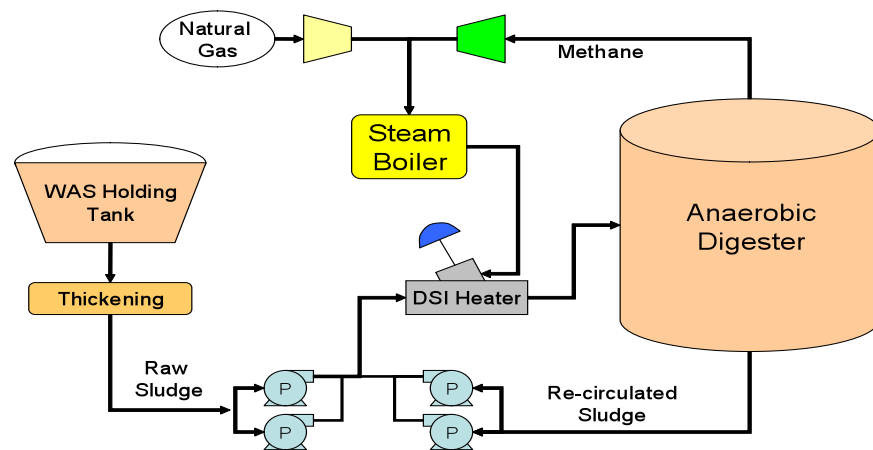 Natural
Gas
Methane
Steam
Boiler
WAS Holding
Tank
Anaerobic
Digester
Thickening
DSI Heater
Raw
Sludge
P
P
P
P
Re-circulated
Sludge